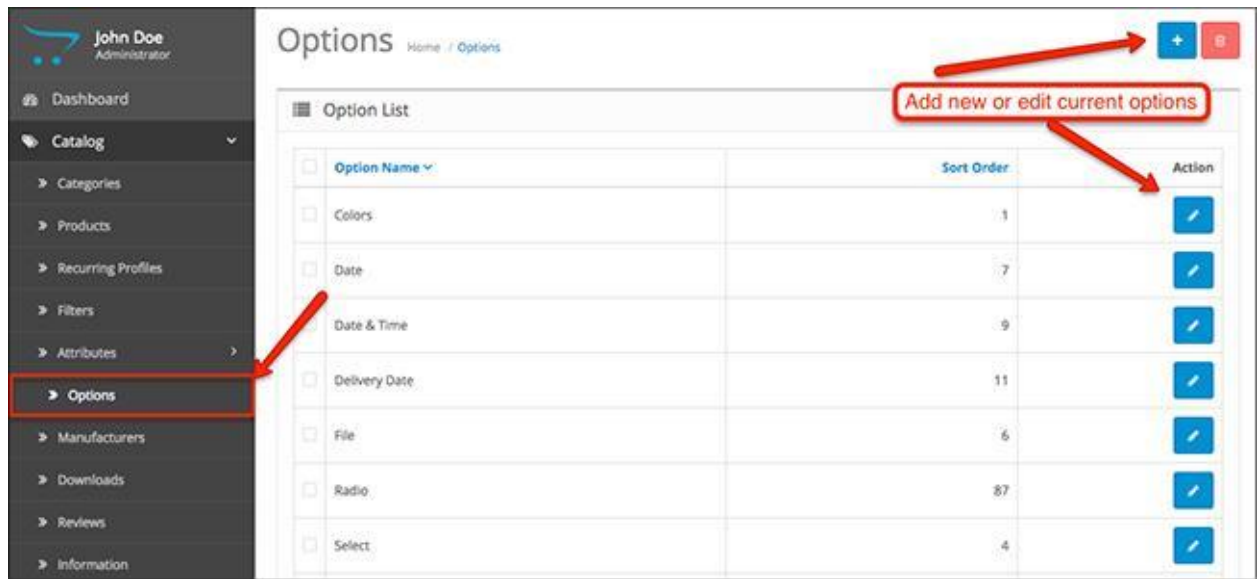 John Doe
Administrator
Dashboard
Catalog
Categories
Products
Recurring Profiles
Filters
Attributes
Options
Manufacturers
Downloads
Reviews
Information
Options Home / Options
Add new or edit current options
Option List
Option Name Sort Order Action
Colors 1
Date 7
Date & Time 9
Delivery Date 11
File 6
Radio 87
Select 4